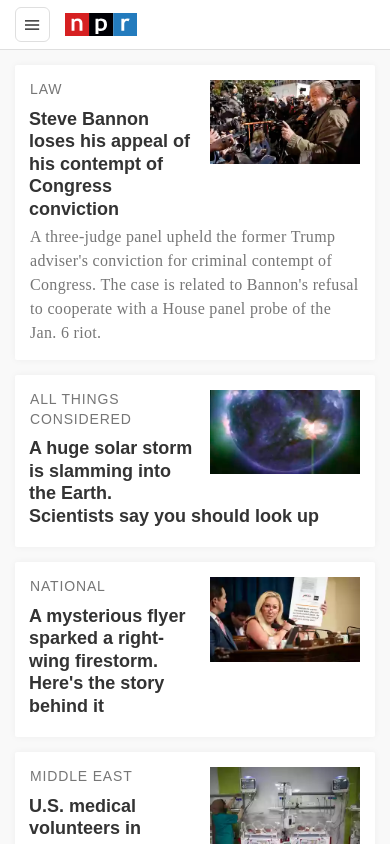 npr
LAW
Steve Bannon
loses his appeal of
his contempt of
Congress
conviction
A three-judge panel upheld the former Trump
adviser's conviction for criminal contempt of
Congress. The case is related to Bannon's refusal
to cooperate with a House panel probe of the
Jan. 6 riot.
ALL THINGS
CONSIDERED
A huge solar storm
is slamming into
the Earth.
Scientists say you should look up
NATIONAL
A mysterious flyer
sparked a right-
wing firestorm.
Here's the story
behind it
MIDDLE EAST
U.S. medical
volunteers in